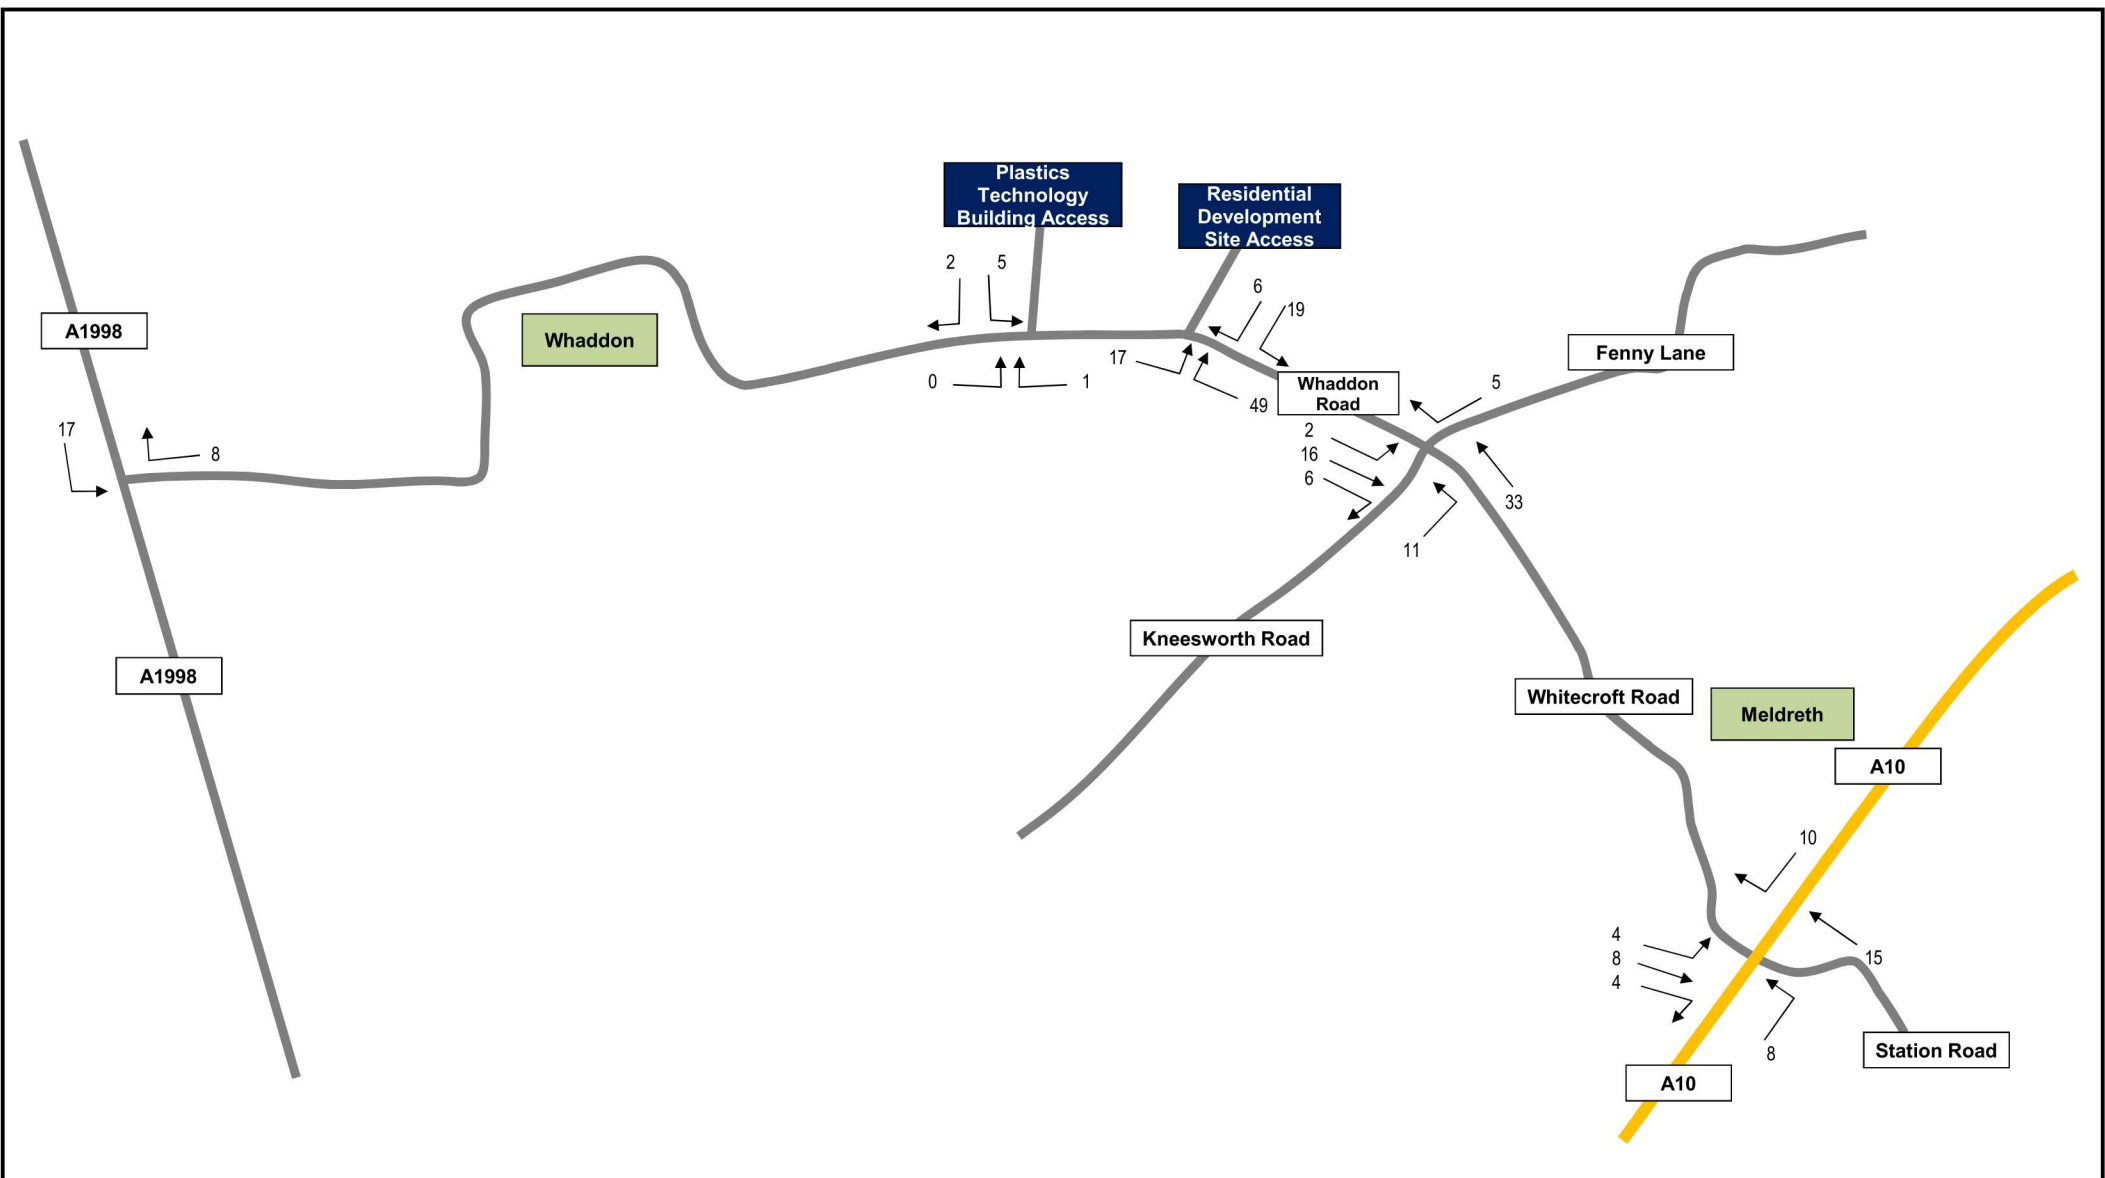 Plastics
Technology
Building Access
Residential
Development
Site Access
2
5
6
19
A1998
Whaddon
Fenny Lane
17
0
1
49
Whaddon
Road
5
17
8
2
16
6
33
11
Kneesworth Road
A1998
Whitecroft Road
Meldreth
A10
10
4
8
4
15
8
Station Road
A10